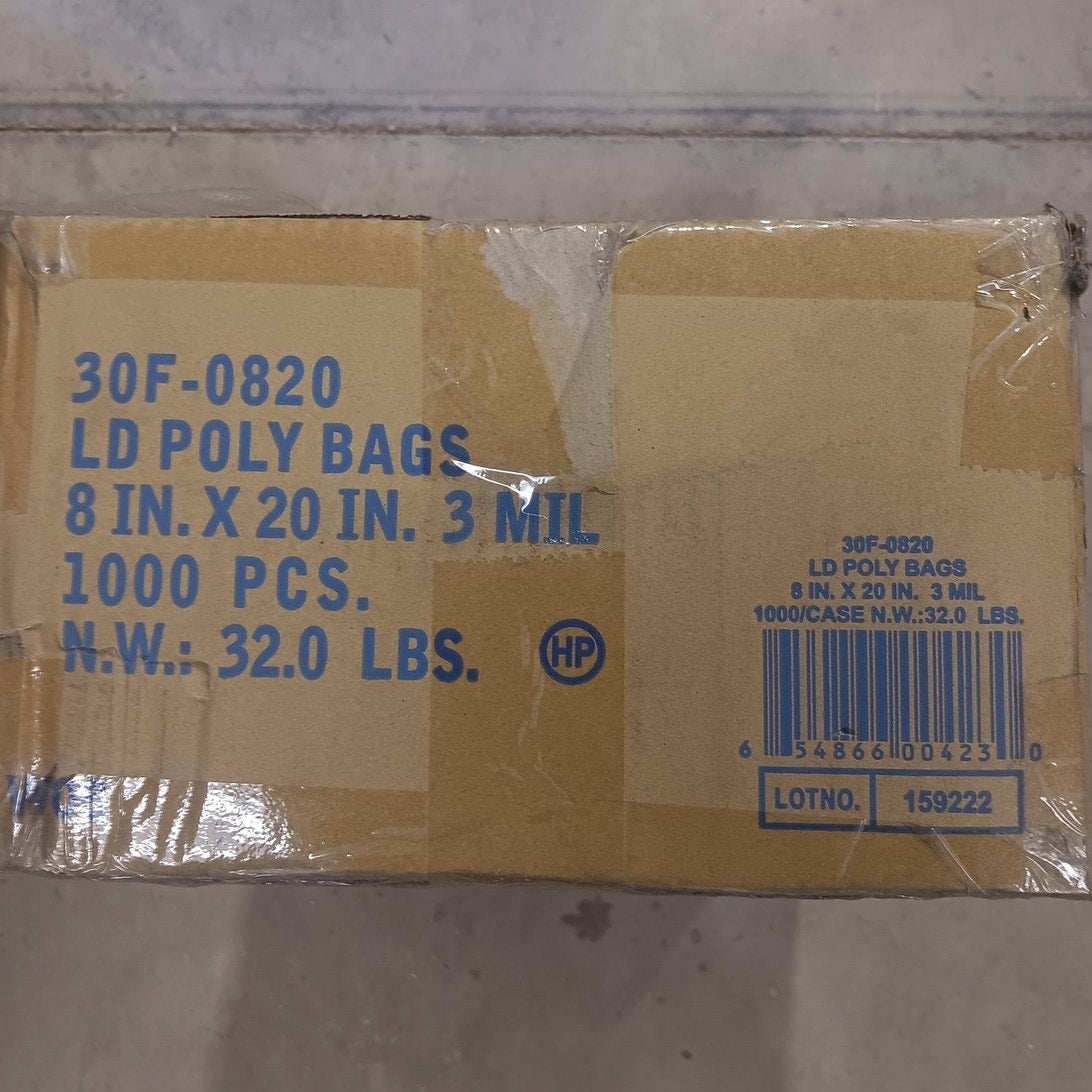 30F-0820
LD POLY BAGS
8 IN. X 20 IN. 3 MIL
1000 PCS.
N.W.: 32.0 LBS.
HP
30F-0820
LD POLY BAGS
8 IN. X 20 IN. 3 MIL
1000/CASE N.W.:32.0 LBS.
6 54866 00423 0
LOTNO. 159222